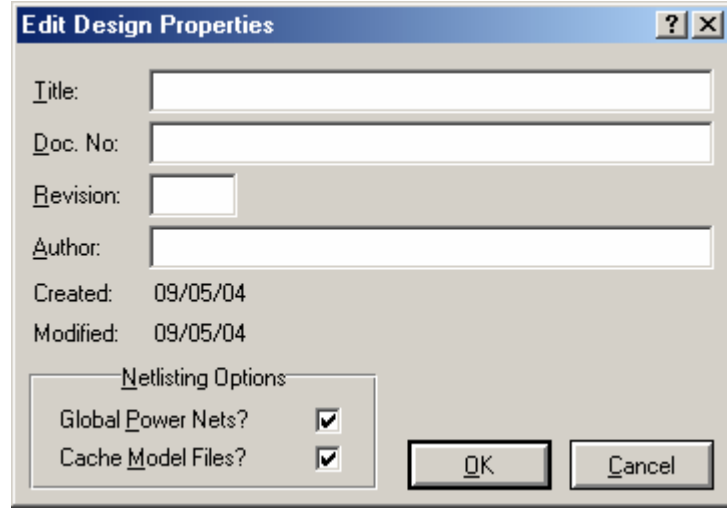 Edit Design Properties
Title:
Doc. No:
Revision:
Author:
Created: 09/05/04
Modified: 09/05/04
Netlisting Options
Global Power Nets?
Cache Model Files?
OK Cancel